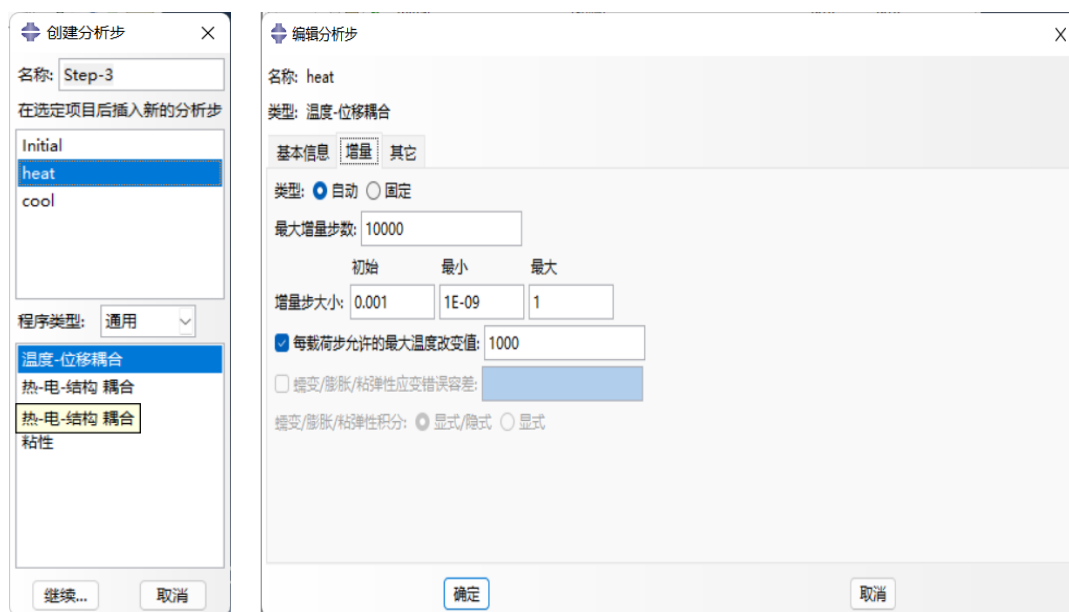 创建分析步
名称: Step-3
在选定项目后插入新的分析步
Initial
heat
cool
程序类型: 通用
温度-位移耦合
热-电-结构 耦合
热-电-结构 耦合
粘性
继续... 取消
编辑分析步
名称: heat
类型: 温度-位移耦合
基本信息 增量 其它
类型: 自动 固定
最大增量步数: 10000
初始 最小 最大
增量步大小: 0.001 1E-09 1
每载荷步允许的最大温度改变值: 1000
蠕变/膨胀/粘弹性应变错误容差:
蠕变/膨胀/粘弹性积分: 显式/隐式 显式
确定 取消